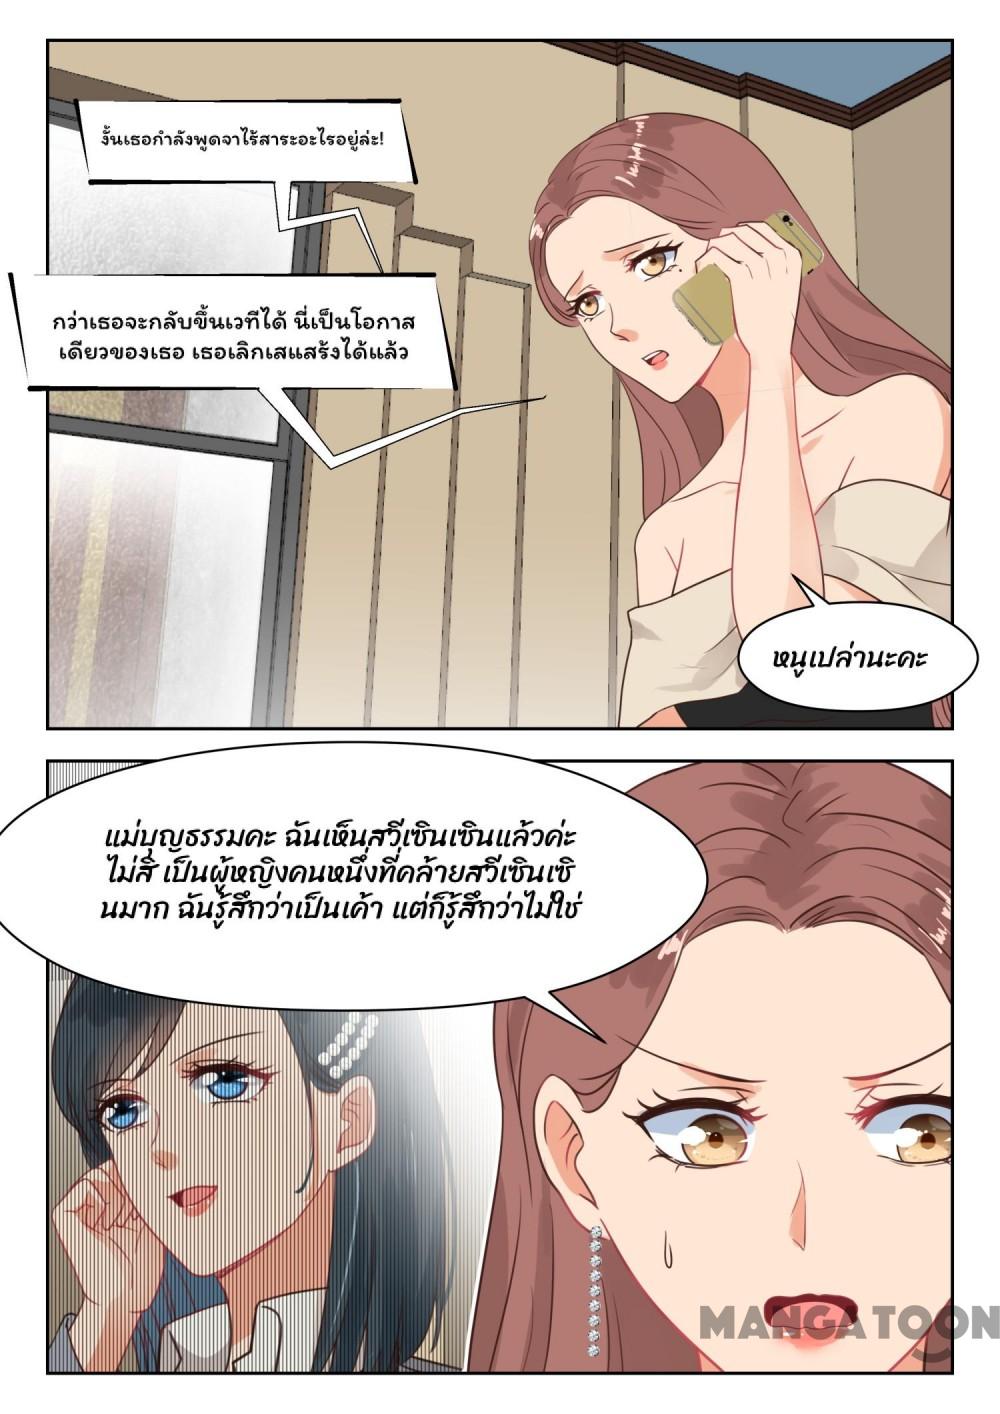 งั้นเธอกำลังพูดจาไร้สาระอะไรอยู่ล่ะ!
กว่าเธอจะกลับขึ้นเวทีได้ นี่เป็นโอกาส
เดียวของเธอ เธอเลิกเสแสร้งได้แล้ว
หนูเปล่านะคะ
แม่บุญธรรมคะ ฉันเห็นสวีเซินเซินแล้วค่ะ
ไม่สิ เป็นผู้หญิงคนหนึ่งที่คล้ายสวีเซินเซิ
นมาก ฉันรู้สึกว่าเป็นเค้า แต่ก็รู้สึกว่าไม่ใช่
MANGATOON